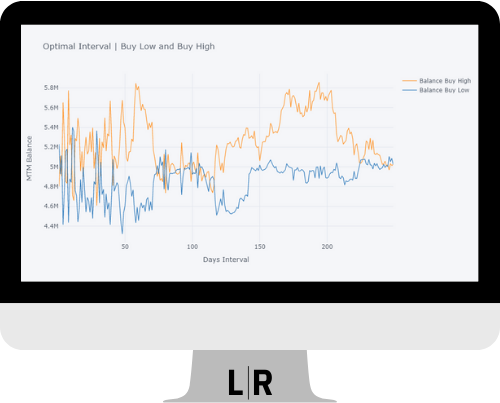 Optimal Interval | Buy Low and Buy High
Balance Buy High
Balance Buy Low
5.8M
5.6M
5.4M
5.2M
5M
4.8M
4.6M
4.4M
MTM Balance
50
100
150
200
Days Interval
L|R